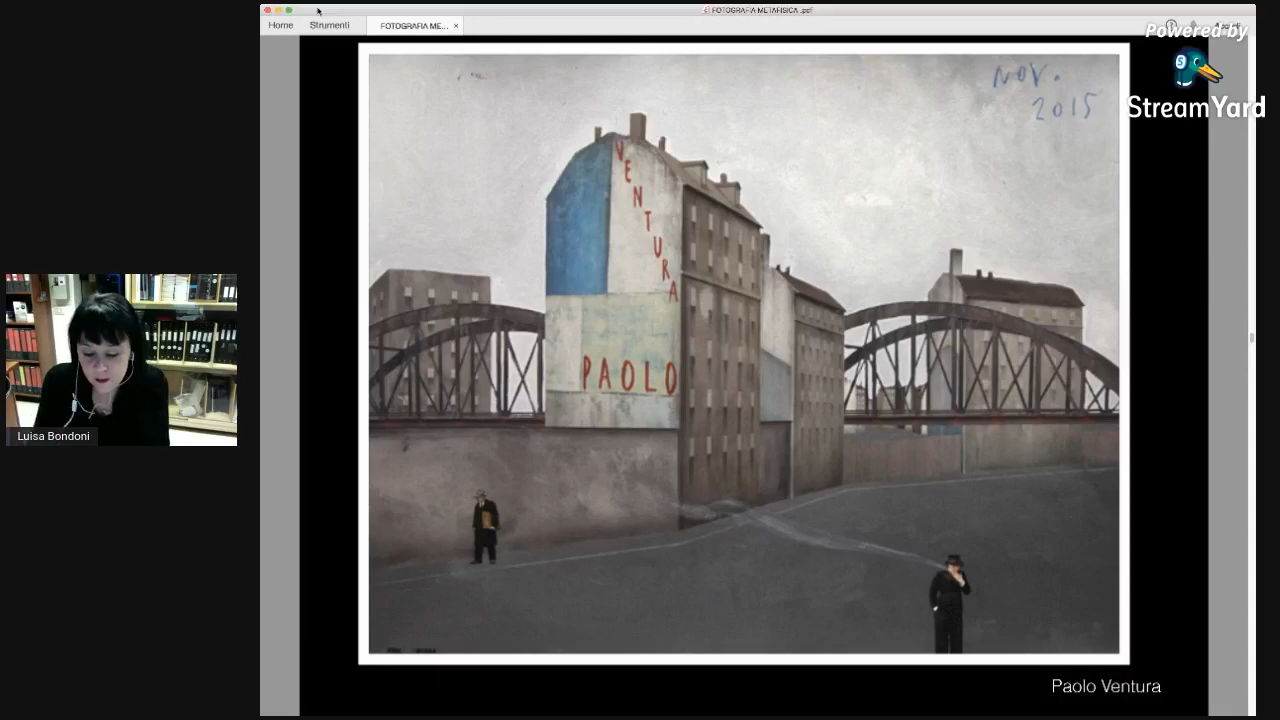 FOTOGRAFIA METAFISICA .pdf
Home
Strumenti
FOTOGRAFIA ME...
Powered by
StreamYard
NOV.
2015
VENTURA
PAOLO
Luisa Bondoni
Paolo Ventura